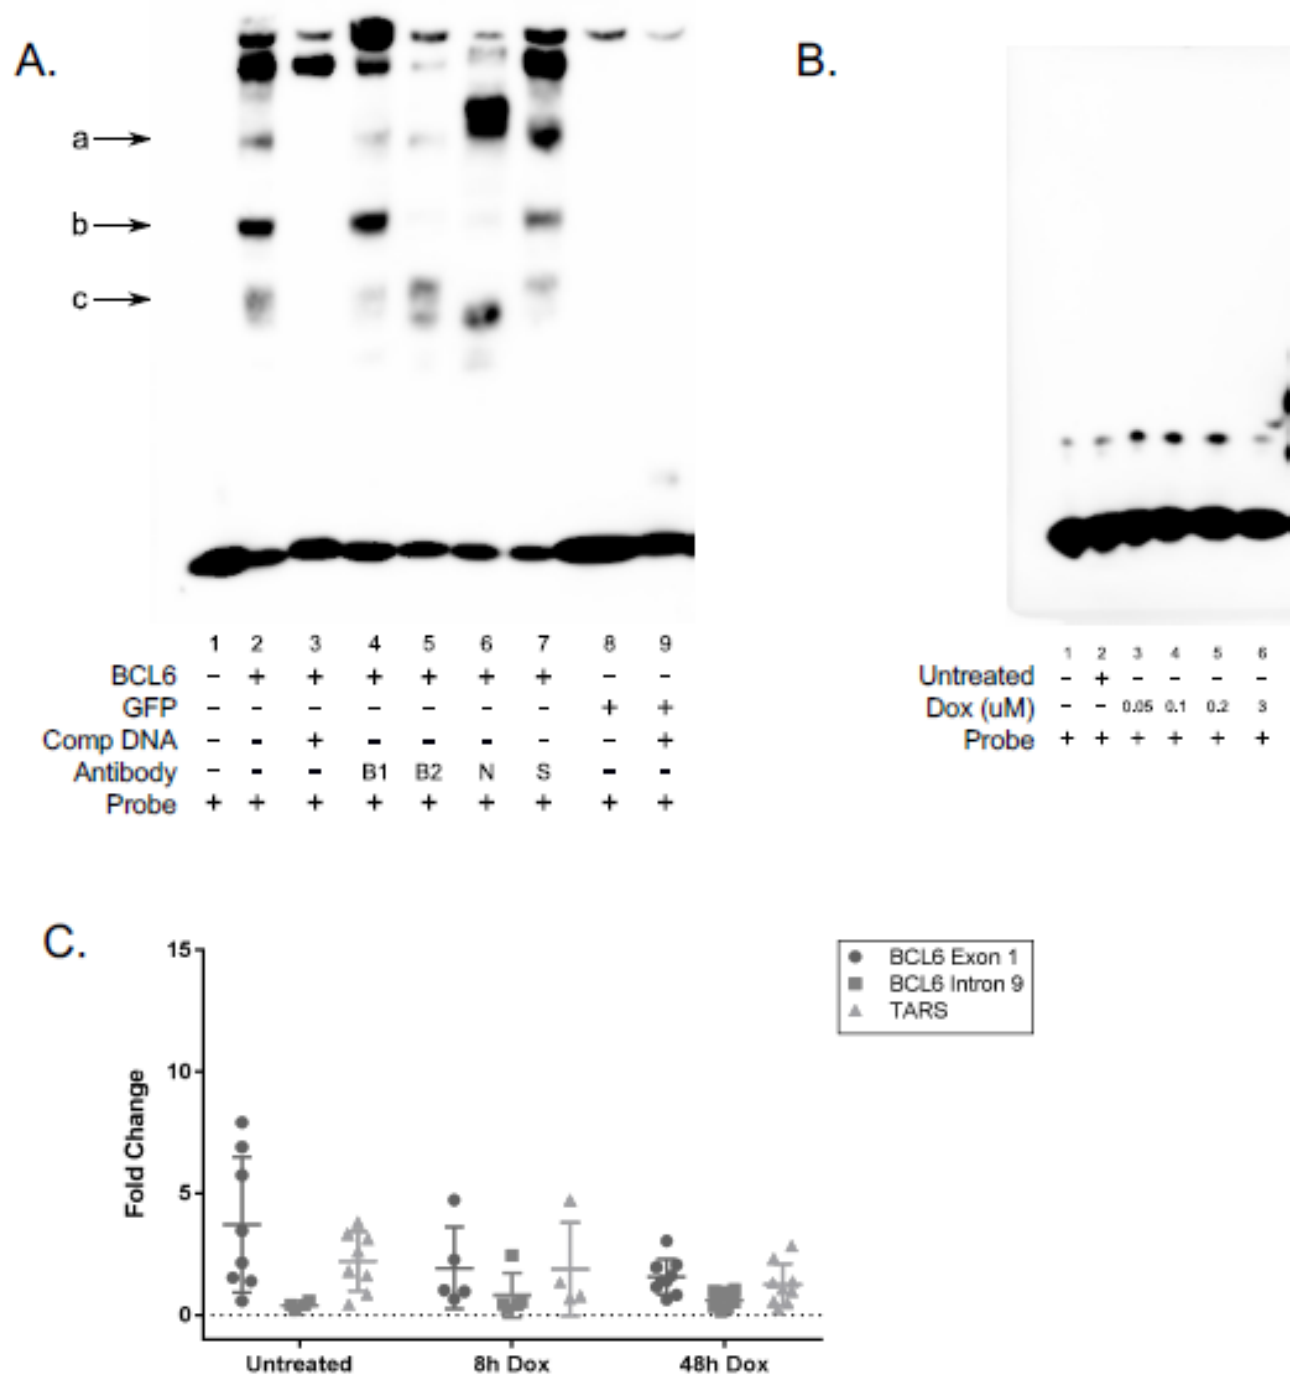 A.
B.
a
b
c
1 2 3 4 5 6 7 8 9
BCL6 - + + + + + + - -
GFP - - - - - - - + +
Comp DNA - - + - - - - - +
Antibody - - - B1 B2 N S - -
Probe + + + + + + + + +
1 2 3 4 5 6
Untreated - + - - - -
Dox (uM) - - 0.05 0.1 0.2 3
Probe + + + + + +
C.
15
10
5
0
Fold Change
BCL6 Exon 1
BCL6 Intron 9
TARS
Untreated 8h Dox 48h Dox